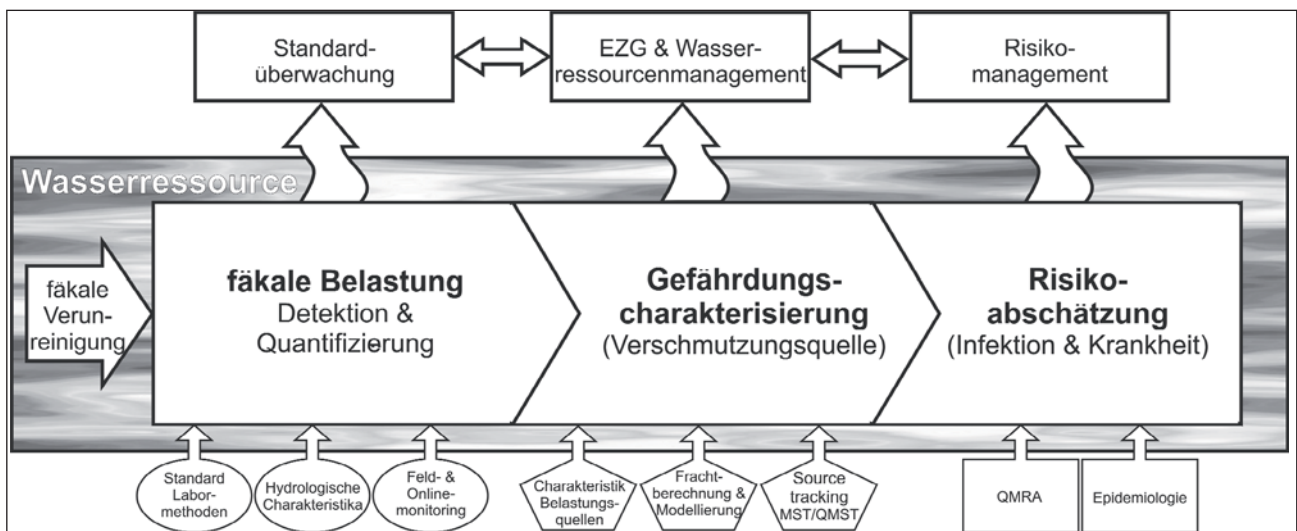 Standard-
überwachung
EZG & Wasser-
ressourcenmanagement
Risiko-
management
Wasserressource
fäkale
Verun-
reinigung
fäkale Belastung
Detektion &
Quantifizierung
Gefährdungs-
charakterisierung
(Verschmutzungsquelle)
Risiko-
abschätzung
(Infektion & Krankheit)
Standard
Labor-
methoden
Hydrologische
Charakteristika
Feld- &
Online-
monitoring
Charakteristik
Belastungs-
quellen
Fracht-
berechnung &
Modellierung
Source
tracking
MST/QMST
QMRA
Epidemiologie